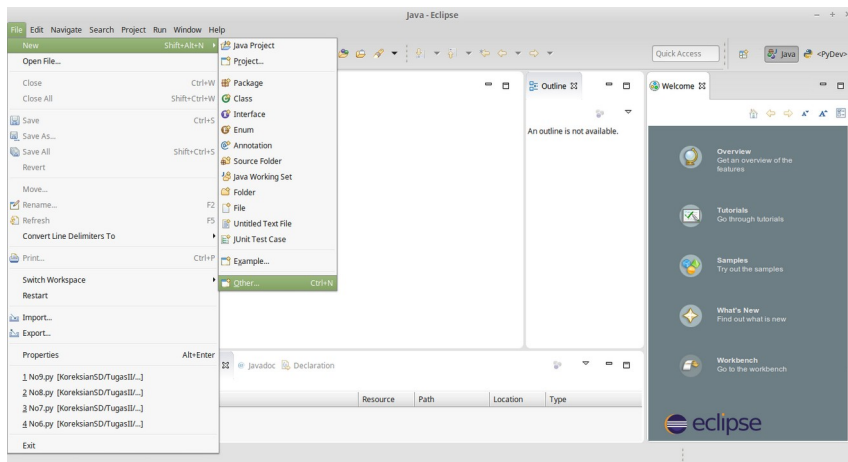 Java - Eclipse
File Edit Navigate Search Project Run Window Help
New Shift+Alt+N
Open File...
Close Ctrl+W
Close All Shift+Ctrl+W
Save Ctrl+S
Save As...
Save All Shift+Ctrl+S
Revert
Move...
Rename... F2
Refresh F5
Convert Line Delimiters To
Print... Ctrl+P
Switch Workspace
Restart
Import...
Export...
Properties Alt+Enter
1 No9.py [KoreksianSD/TugasII/...]
2 No8.py [KoreksianSD/TugasII/...]
3 No7.py [KoreksianSD/TugasII/...]
4 No6.py [KoreksianSD/TugasII/...]
Exit
Java Project
Project...
Package
Class
Interface
Enum
Annotation
Source Folder
Java Working Set
Folder
File
Untitled Text File
JUnit Test Case
Example...
Other... Ctrl+N
Quick Access Java <PyDev>
Outline
An outline is not available.
Welcome
Overview
Get an overview of the
features
Tutorials
Go through tutorials
Samples
Try out the samples
What's New
Find out what is new
Workbench
Go to the workbench
eclipse
Javadoc Declaration
Resource Path Location Type